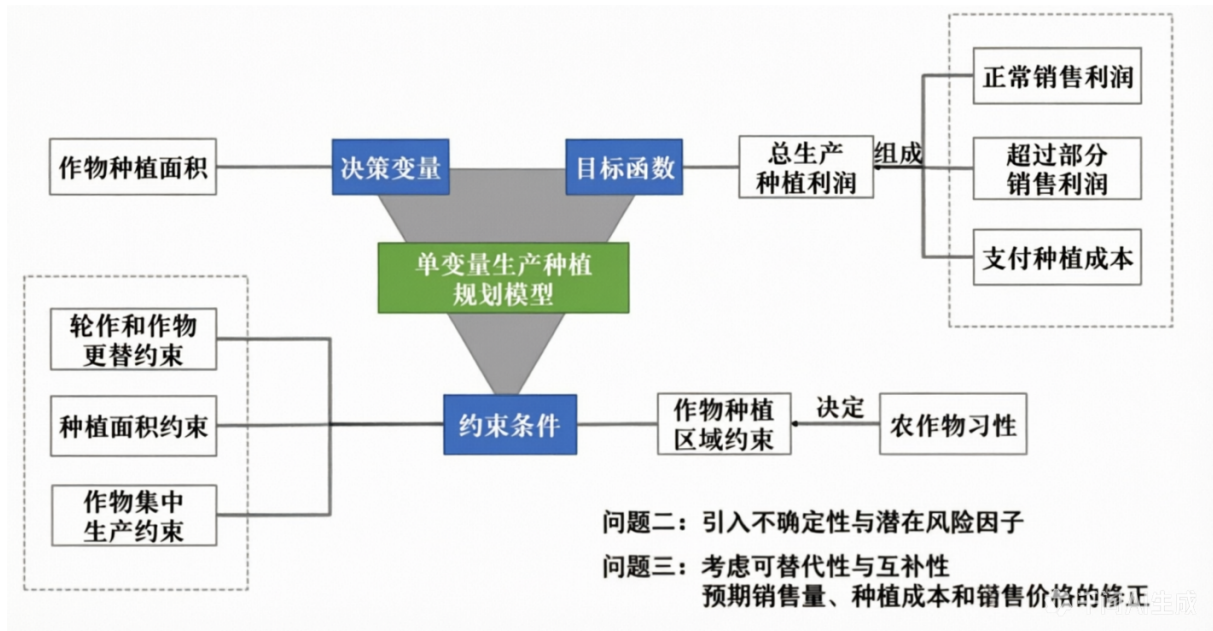 正常销售利润
作物种植面积
决策变量
目标函数
总生产
种植利润
组成
超过部分
销售利润
单变量生产种植
规划模型
支付种植成本
轮作和作物
更替约束
种植面积约束
约束条件
作物种植
区域约束
决定
农作物习性
作物集中
生产约束
问题二：引入不确定性与潜在风险因子
问题三：考虑可替代性与互补性
预期销售量、种植成本和销售价格的修正
生成